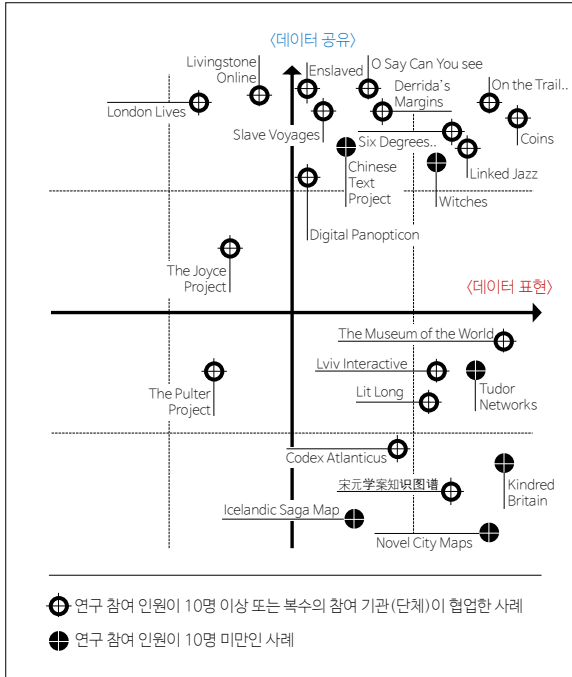 〈데이터 공유〉
Livingstone
Online
Enslaved
O Say Can You see
Derrida's
Margins
On the Trail..
London Lives
Slave Voyages
Six Degrees..
Coins
Chinese
Text
Project
Linked Jazz
Witches
Digital Panopticon
The Joyce
Project
〈데이터 표현〉
The Museum of the World
Lviv Interactive
The Pulter
Project
Lit Long
Tudor
Networks
Codex Atlanticus
宋元学案知识图谱
Kindred
Britain
Icelandic Saga Map
Novel City Maps
연구 참여 인원이 10명 이상 또는 복수의 참여 기관(단체)이 협업한 사례
연구 참여 인원이 10명 미만인 사례